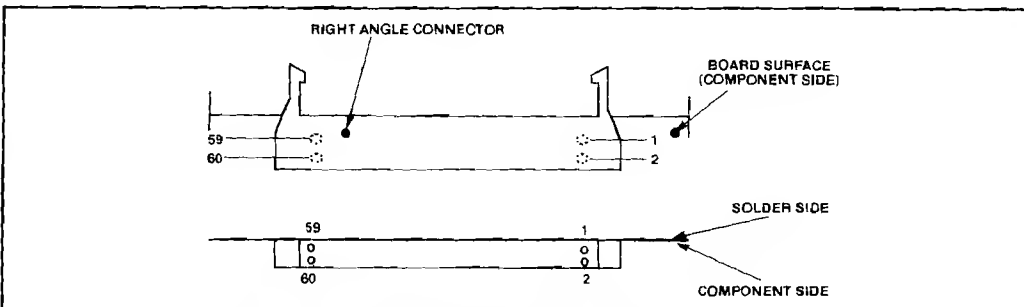 RIGHT ANGLE CONNECTOR
BOARD SURFACE
(COMPONENT SIDE)
59
1
60
2
SOLDER SIDE
59
1
60
2
COMPONENT SIDE